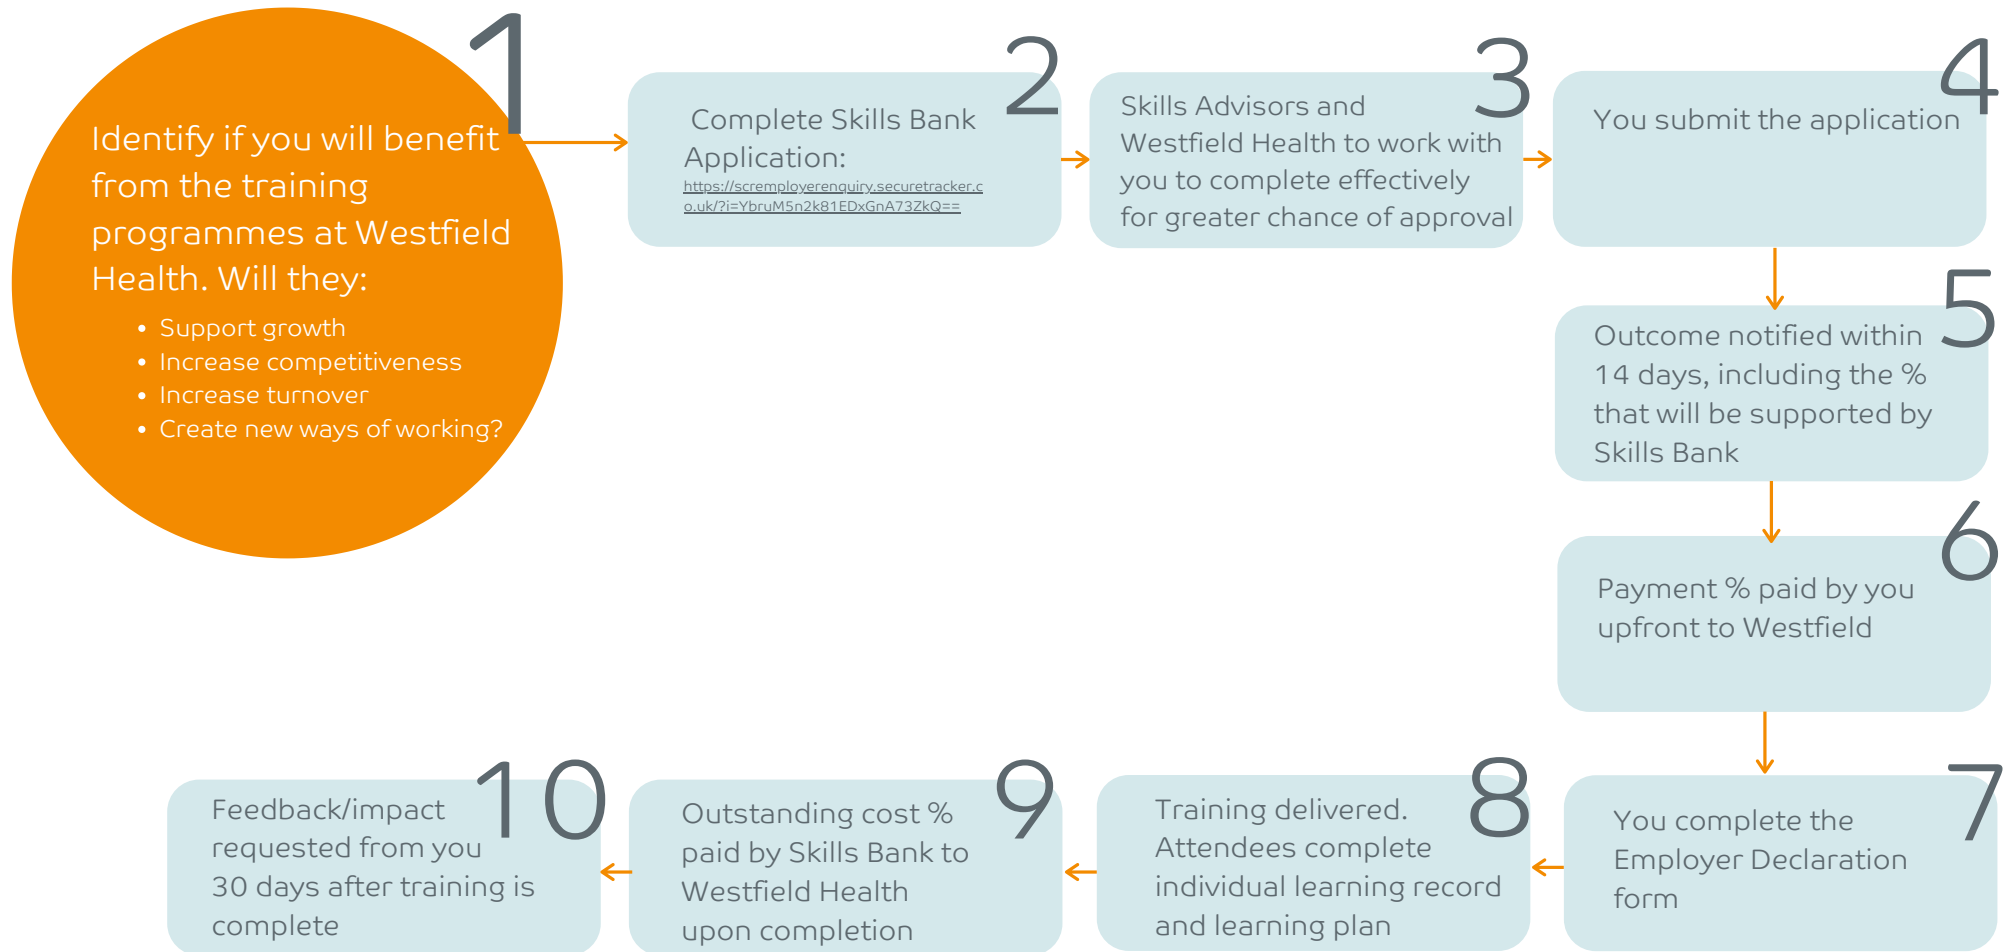 1
Identify if you will benefit
from the training
programmes at Westfield
Health. Will they:
• Support growth
• Increase competitiveness
• Increase turnover
• Create new ways of working?
2
Complete Skills Bank
Application:
https://scremployerenquiry.securetracker.c
o.uk/?i=YbruM5n2k81EDxGnA73ZkQ==
3
Skills Advisors and
Westfield Health to work with
you to complete effectively
for greater chance of approval
4
You submit the application
5
Outcome notified within
14 days, including the %
that will be supported by
Skills Bank
6
Payment % paid by you
upfront to Westfield
7
You complete the
Employer Declaration
form
8
Training delivered.
Attendees complete
individual learning record
and learning plan
9
Outstanding cost %
paid by Skills Bank to
Westfield Health
upon completion
10
Feedback/impact
requested from you
30 days after training is
complete